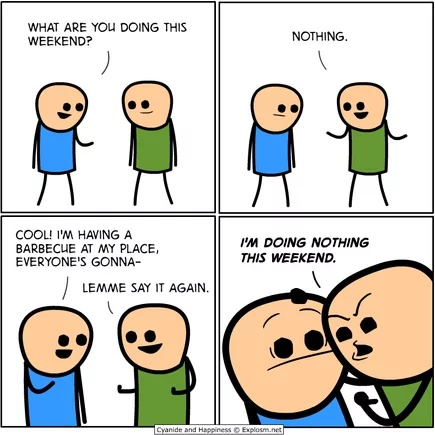 WHAT ARE YOU DOING THIS
WEEKEND?
NOTHING.
COOL! I'M HAVING A
BARBECUE AT MY PLACE,
EVERYONE'S GONNA-
LEMME SAY IT AGAIN.
I'M DOING NOTHING
THIS WEEKEND.
Cyanide and Happiness © Explosm.net